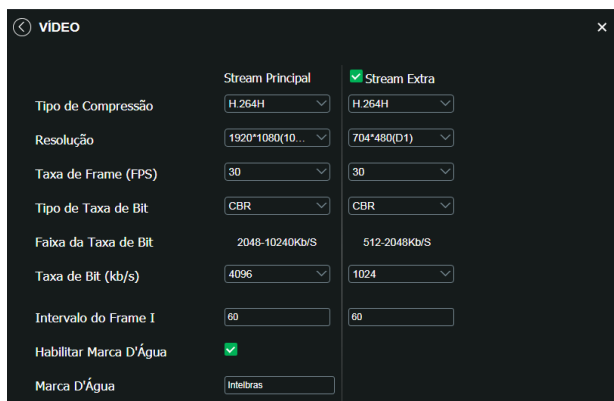 VÍDEO
Stream Principal Stream Extra
Tipo de Compressão H.264H H.264H
Resolução 1920*1080(10... 704*480(D1)
Taxa de Frame (FPS) 30 30
Tipo de Taxa de Bit CBR CBR
Faixa da Taxa de Bit 2048-10240Kb/S 512-2048Kb/S
Taxa de Bit (kb/s) 4096 1024
Intervalo do Frame I 60 60
Habilitar Marca D'Água
Marca D'Água Intelbras